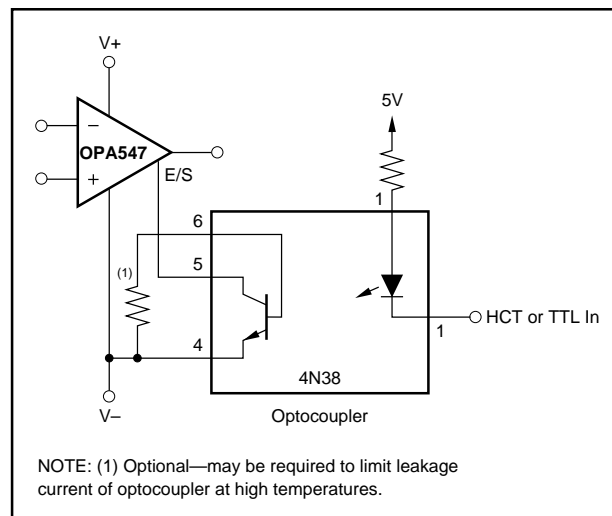 V+
5V
−
OPA547
+
E/S
1
6
(1)
5
HCT or TTL In
1
4
4N38
V–
Optocoupler
NOTE: (1) Optional—may be required to limit leakage
current of optocoupler at high temperatures.